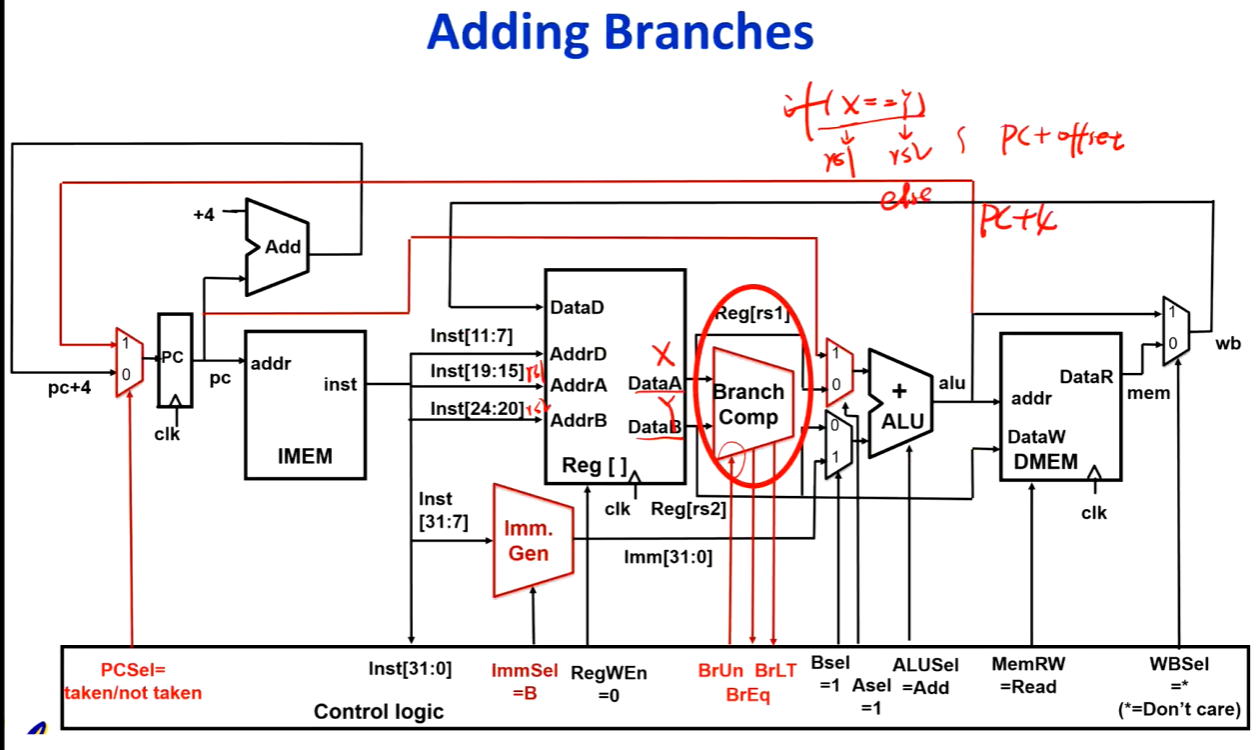 Adding Branches
if(x==y)
rs1 rs2 { PC+offset
else
PC+4
+4
Add
1
0
pc+4
PC
clk
pc
addr
inst
IMEM
Inst[11:7]
Inst[19:15] rs1
Inst[24:20] rs2
Inst
[31:7]
DataD
AddrD
AddrA
AddrB
DataA
DataB
X
Y
Reg [ ]
clk
Imm.
Gen
Imm[31:0]
Reg[rs1]
Branch
Comp
Reg[rs2]
1
0
0
1
+
ALU
alu
addr
DataR
DataW
DMEM
clk
mem
1
0
wb
PCSel=
taken/not taken
Inst[31:0]
Control logic
ImmSel
=B
RegWEn
=0
BrUn BrLT
BrEq
Bsel
=1
Asel
=1
ALUSel
=Add
MemRW
=Read
WBSel
=*
(*=Don't care)